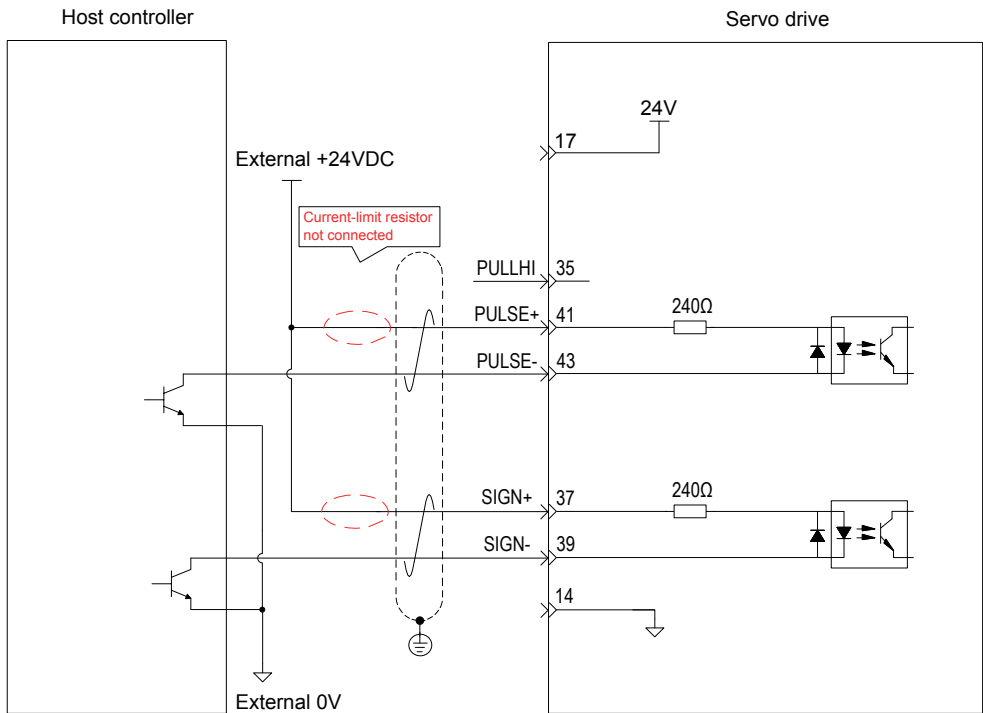 Host controller
Servo drive
24V
17
External +24VDC
Current-limit resistor
not connected
PULLHI
35
PULSE+
41
240Ω
PULSE-
43
SIGN+
37
240Ω
SIGN-
39
14
External 0V